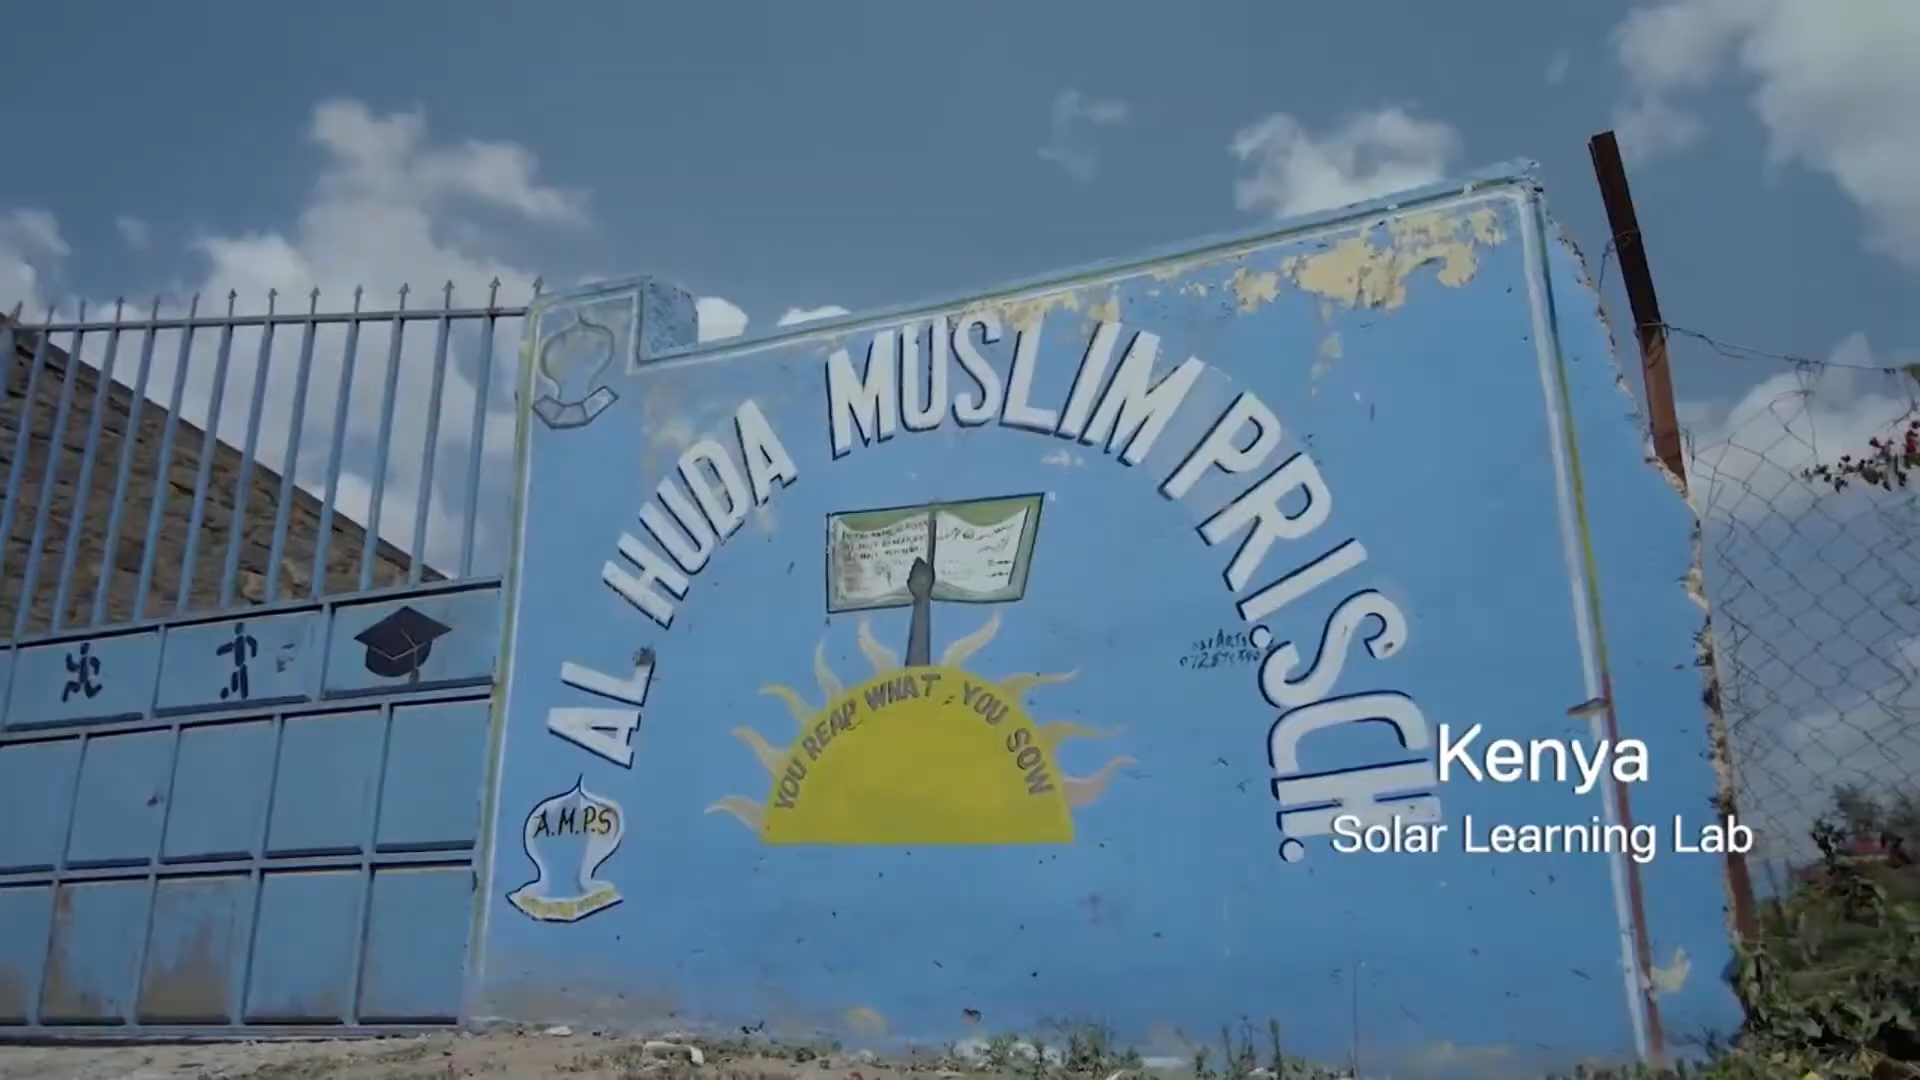 AL HUDA MUSLIM PRI.SCH.
YOU REAP WHAT YOU SOW
A.M.P.S
Kenya
Solar Learning Lab